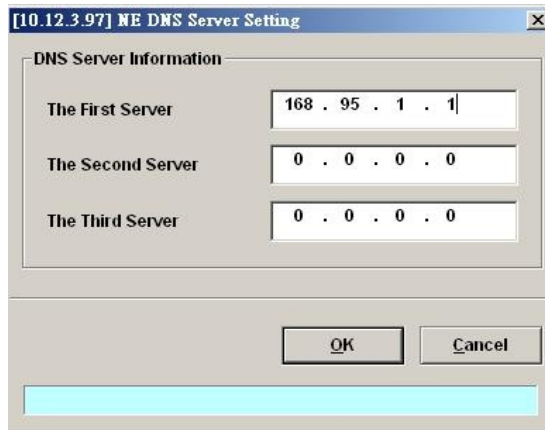 [10.12.3.97] NE DNS Server Setting
DNS Server Information
The First Server 168 . 95 . 1 . 1
The Second Server 0 . 0 . 0 . 0
The Third Server 0 . 0 . 0 . 0
OK Cancel